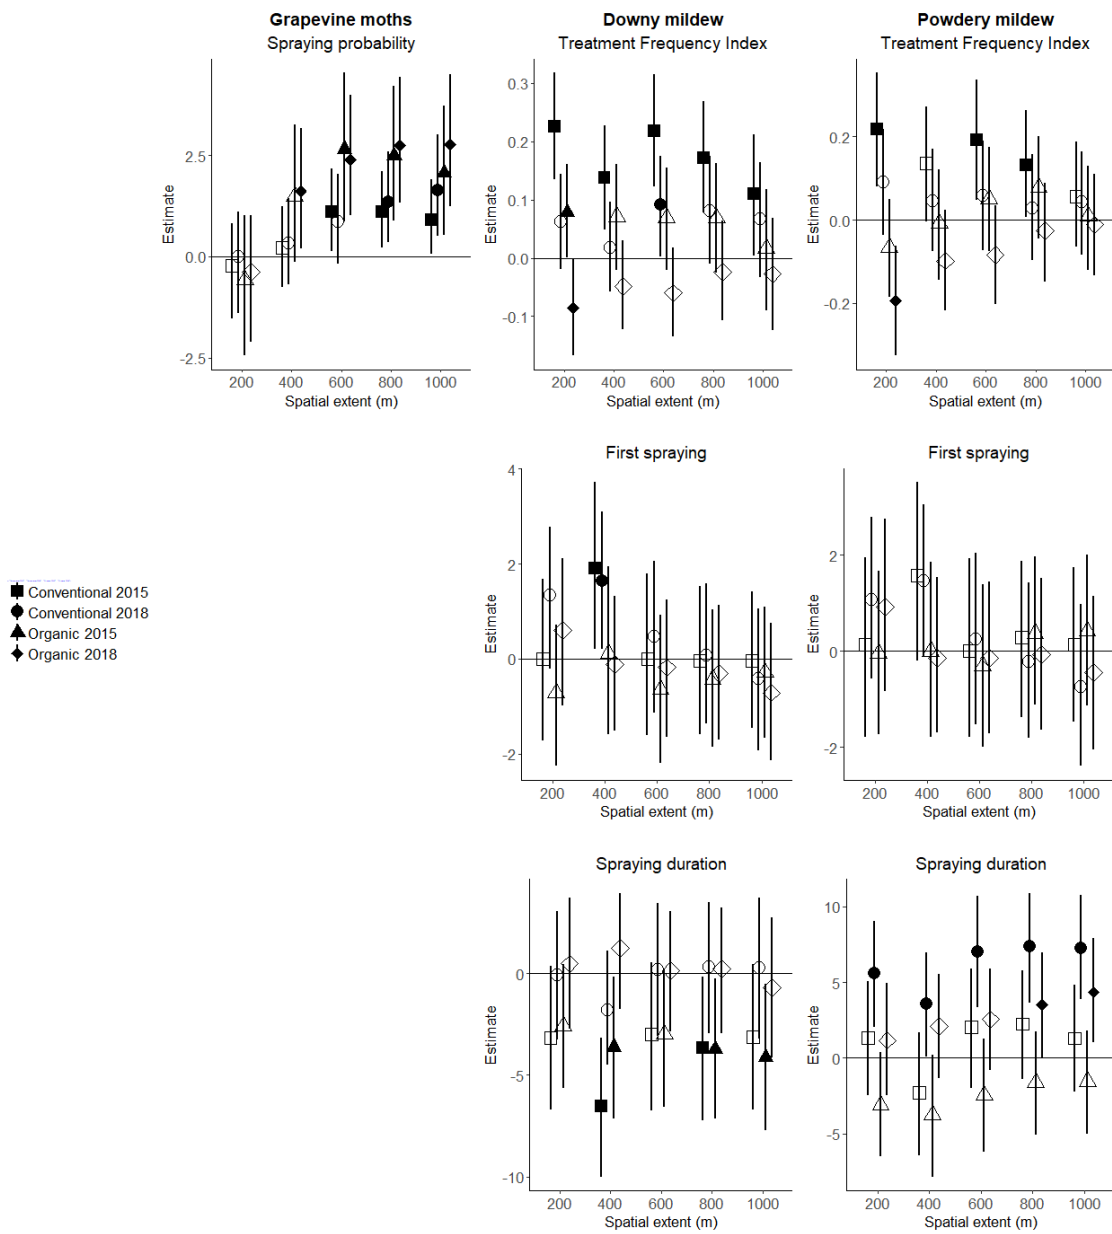 Grapevine moths
Spraying probability
Estimate
2.5
0.0
-2.5
200 400 600 800 1000
Spatial extent (m)
Downy mildew
Treatment Frequency Index
Estimate
0.3
0.2
0.1
0.0
-0.1
200 400 600 800 1000
Spatial extent (m)
Powdery mildew
Treatment Frequency Index
Estimate
0.2
0.0
-0.2
200 400 600 800 1000
Spatial extent (m)
First spraying
Estimate
4
2
0
-2
200 400 600 800 1000
Spatial extent (m)
First spraying
Estimate
2
0
-2
200 400 600 800 1000
Spatial extent (m)
Conventional 2015
Conventional 2018
Organic 2015
Organic 2018
Spraying duration
Estimate
0
-5
-10
200 400 600 800 1000
Spatial extent (m)
Spraying duration
Estimate
10
5
0
-5
200 400 600 800 1000
Spatial extent (m)